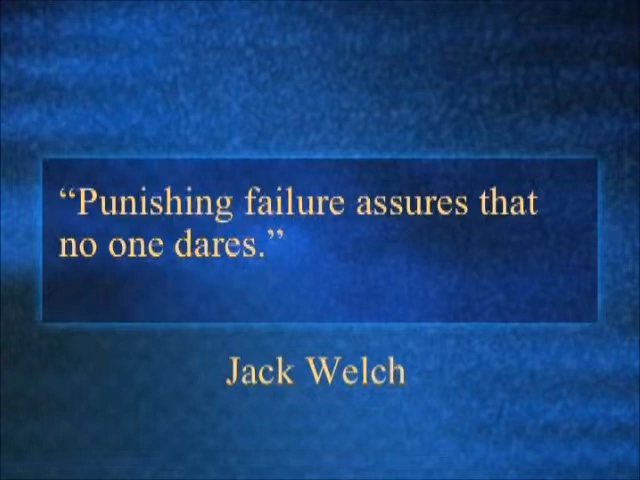 “Punishing failure assures that
no one dares.”
Jack Welch